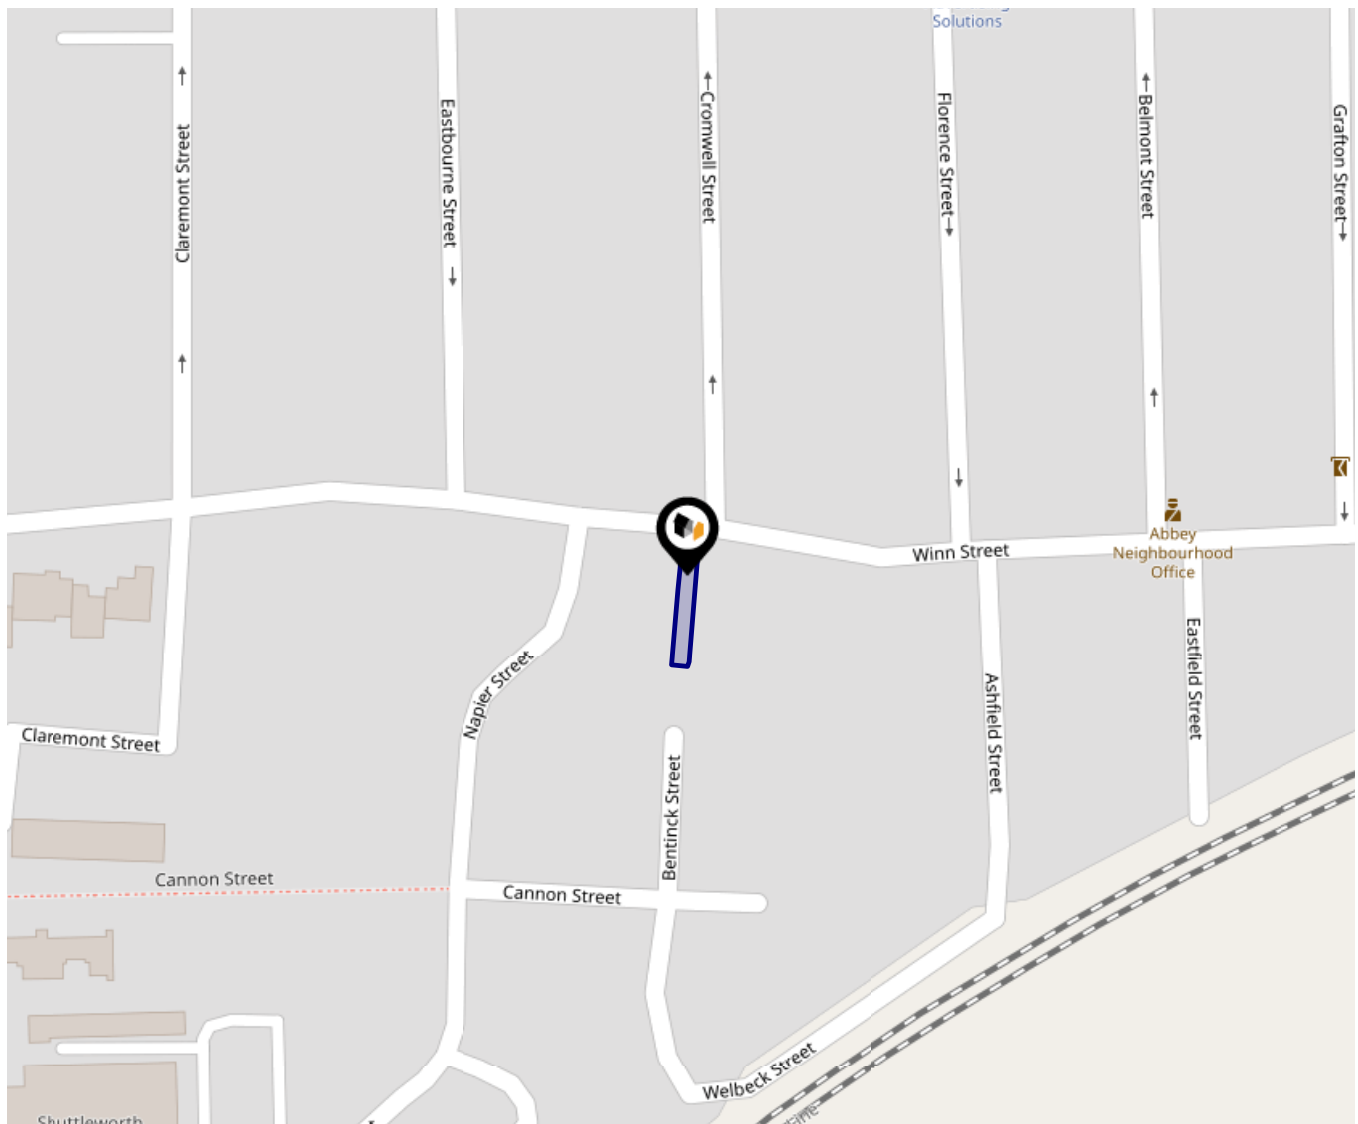 Solutions
Claremont Street
Eastbourne Street
Cromwell Street
Florence Street
Belmont Street
Grafton Street
Winn Street
Abbey
Neighbourhood
Office
Napier Street
Ashfield Street
Eastfield Street
Claremont Street
Bentinck Street
Cannon Street
Cannon Street
Welbeck Street
Shuttleworth